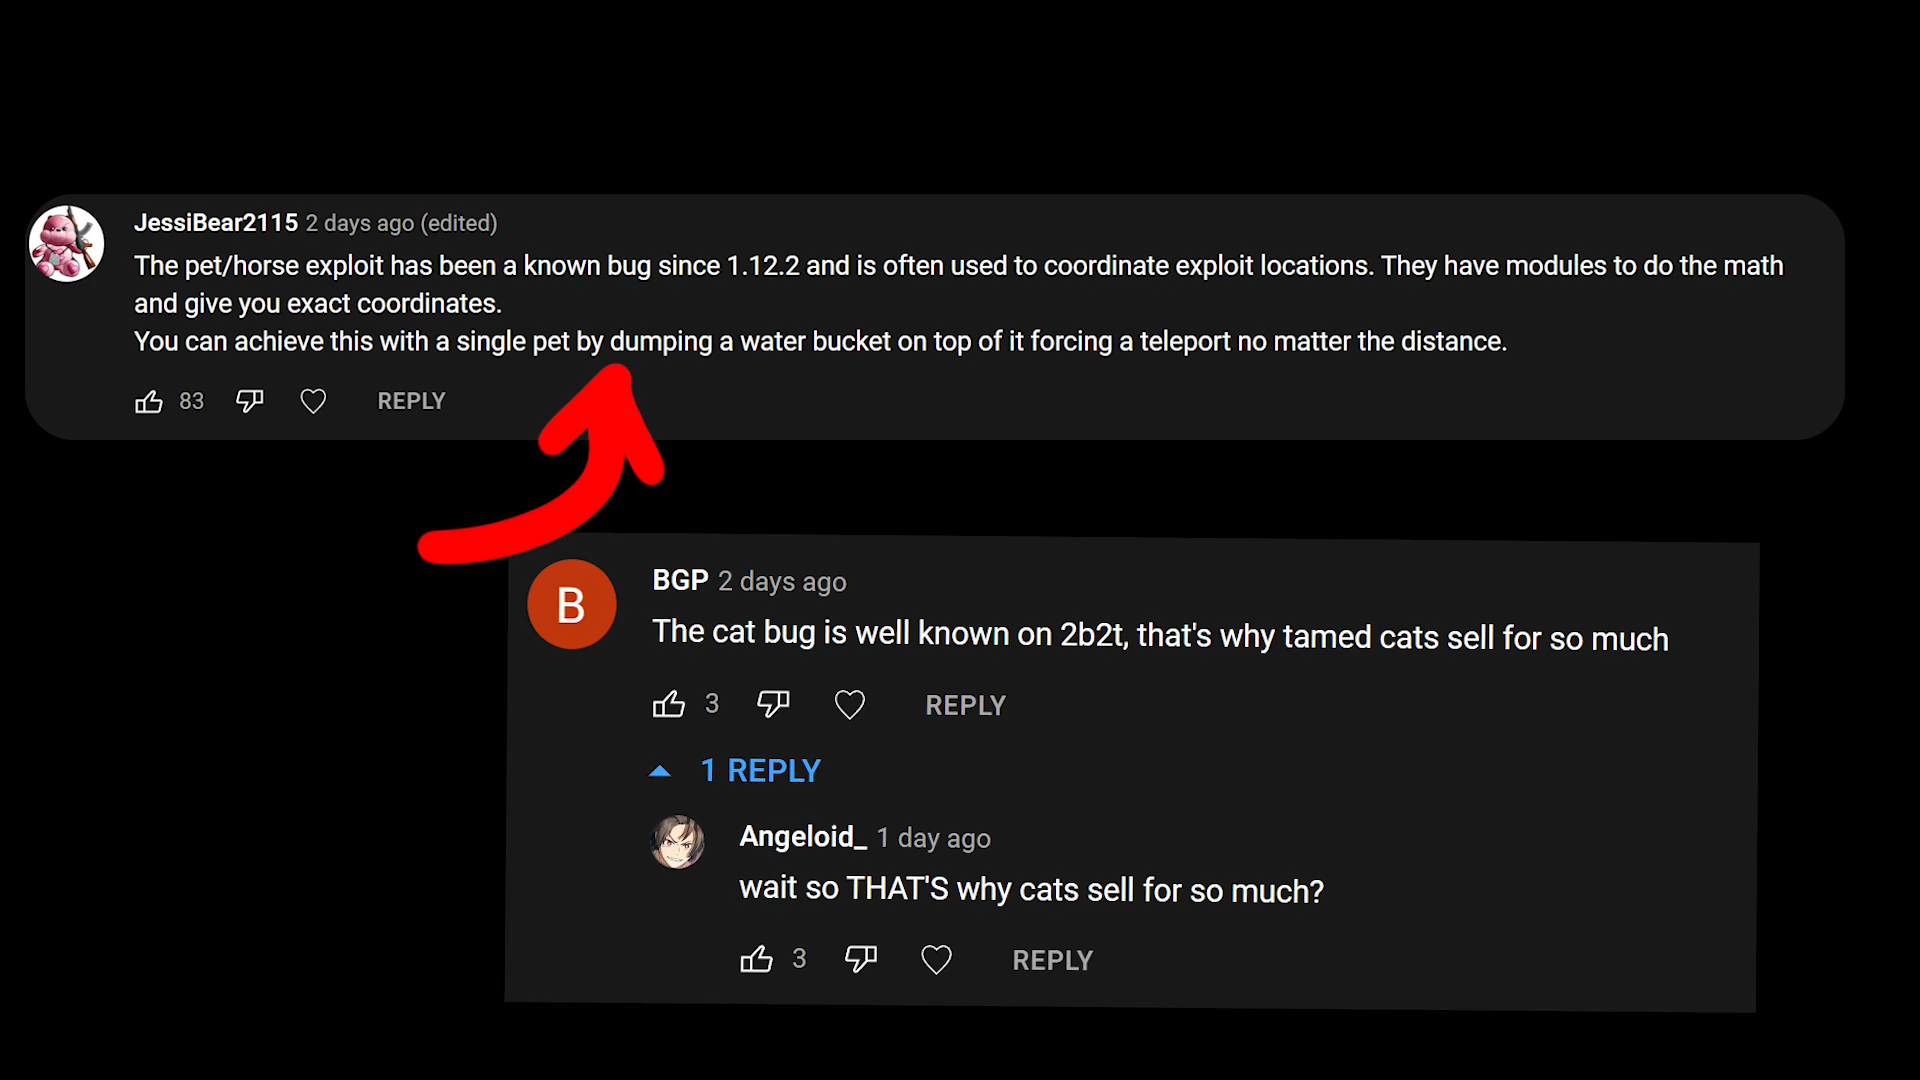 JessiBear2115 2 days ago (edited)
The pet/horse exploit has been a known bug since 1.12.2 and is often used to coordinate exploit locations. They have modules to do the math
and give you exact coordinates.
You can achieve this with a single pet by dumping a water bucket on top of it forcing a teleport no matter the distance.
83 REPLY
B
BGP 2 days ago
The cat bug is well known on 2b2t, that's why tamed cats sell for so much
3 REPLY
1 REPLY
Angeloid_ 1 day ago
wait so THAT'S why cats sell for so much?
3 REPLY